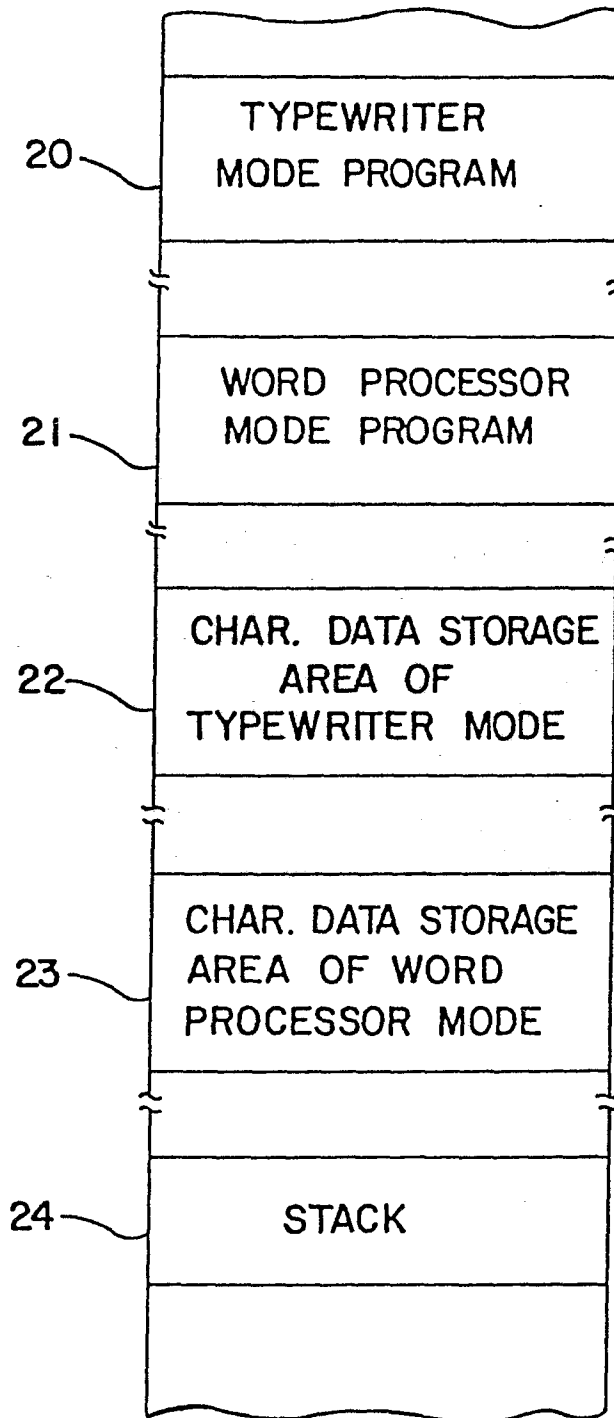 TYPEWRITER
20
MODE PROGRAM
WORD PROCESSOR
21
MODE PROGRAM
CHAR. DATA STORAGE
22
AREA OF
TYPEWRITER MODE
CHAR. DATA STORAGE
23
AREA OF WORD
PROCESSOR MODE
24
STACK